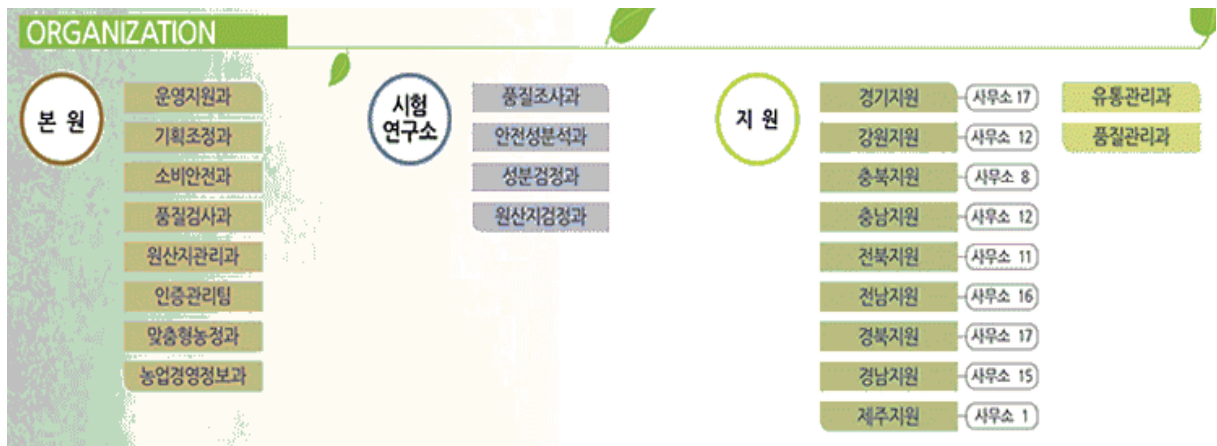 ORGANIZATION
본 원
운영지원과
기획조정과
소비안전과
품질검사과
원산지관리과
인증관리팀
맞춤형농정과
농업경영정보과
시험
연구소
품질조사과
안전성분석과
성분검정과
원산지검정과
지 원
경기지원 사무소 17
강원지원 사무소 12
충북지원 사무소 8
충남지원 사무소 12
전북지원 사무소 11
전남지원 사무소 16
경북지원 사무소 17
경남지원 사무소 15
제주지원 사무소 1
유통관리과
품질관리과